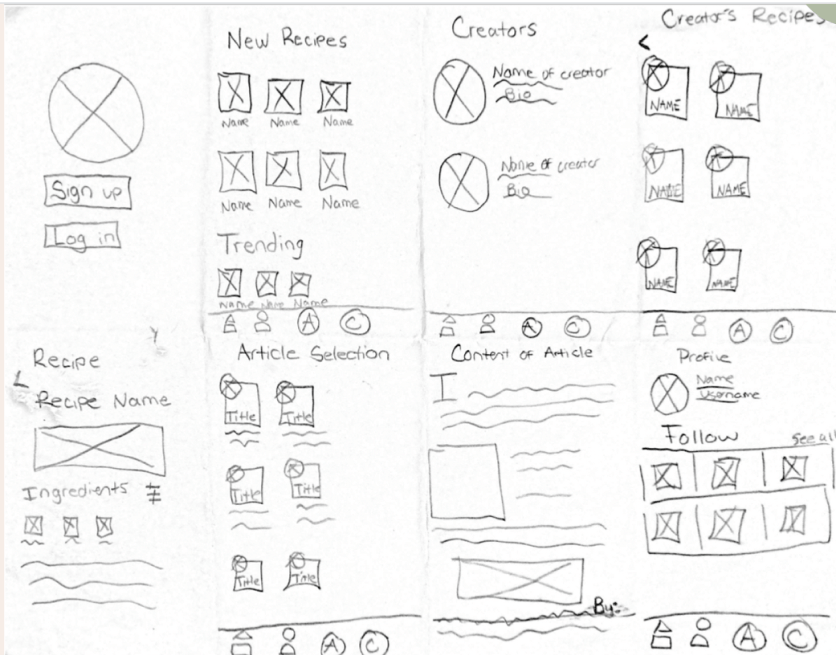 Sign up
Log in
New Recipes
Name Name Name
Name Name Name
Trending
Name Name Name
A C
Creators
Name of creator
Bio
Name of creator
Bio
A C
Creator's Recipes
<
NAME NAME
NAME NAME
NAME NAME
A C
Recipe
Recipe Name
Ingredients
Article Selection
Title Title
Title Title
Title Title
A C
Content of Article
I
By:
Profile
Name
Username
Follow See all
A C